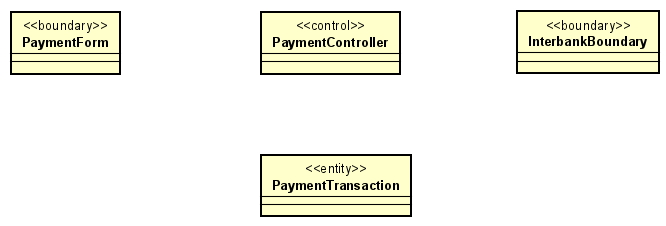 <<boundary>>
PaymentForm
<<control>>
PaymentController
<<boundary>>
InterbankBoundary
<<entity>>
PaymentTransaction